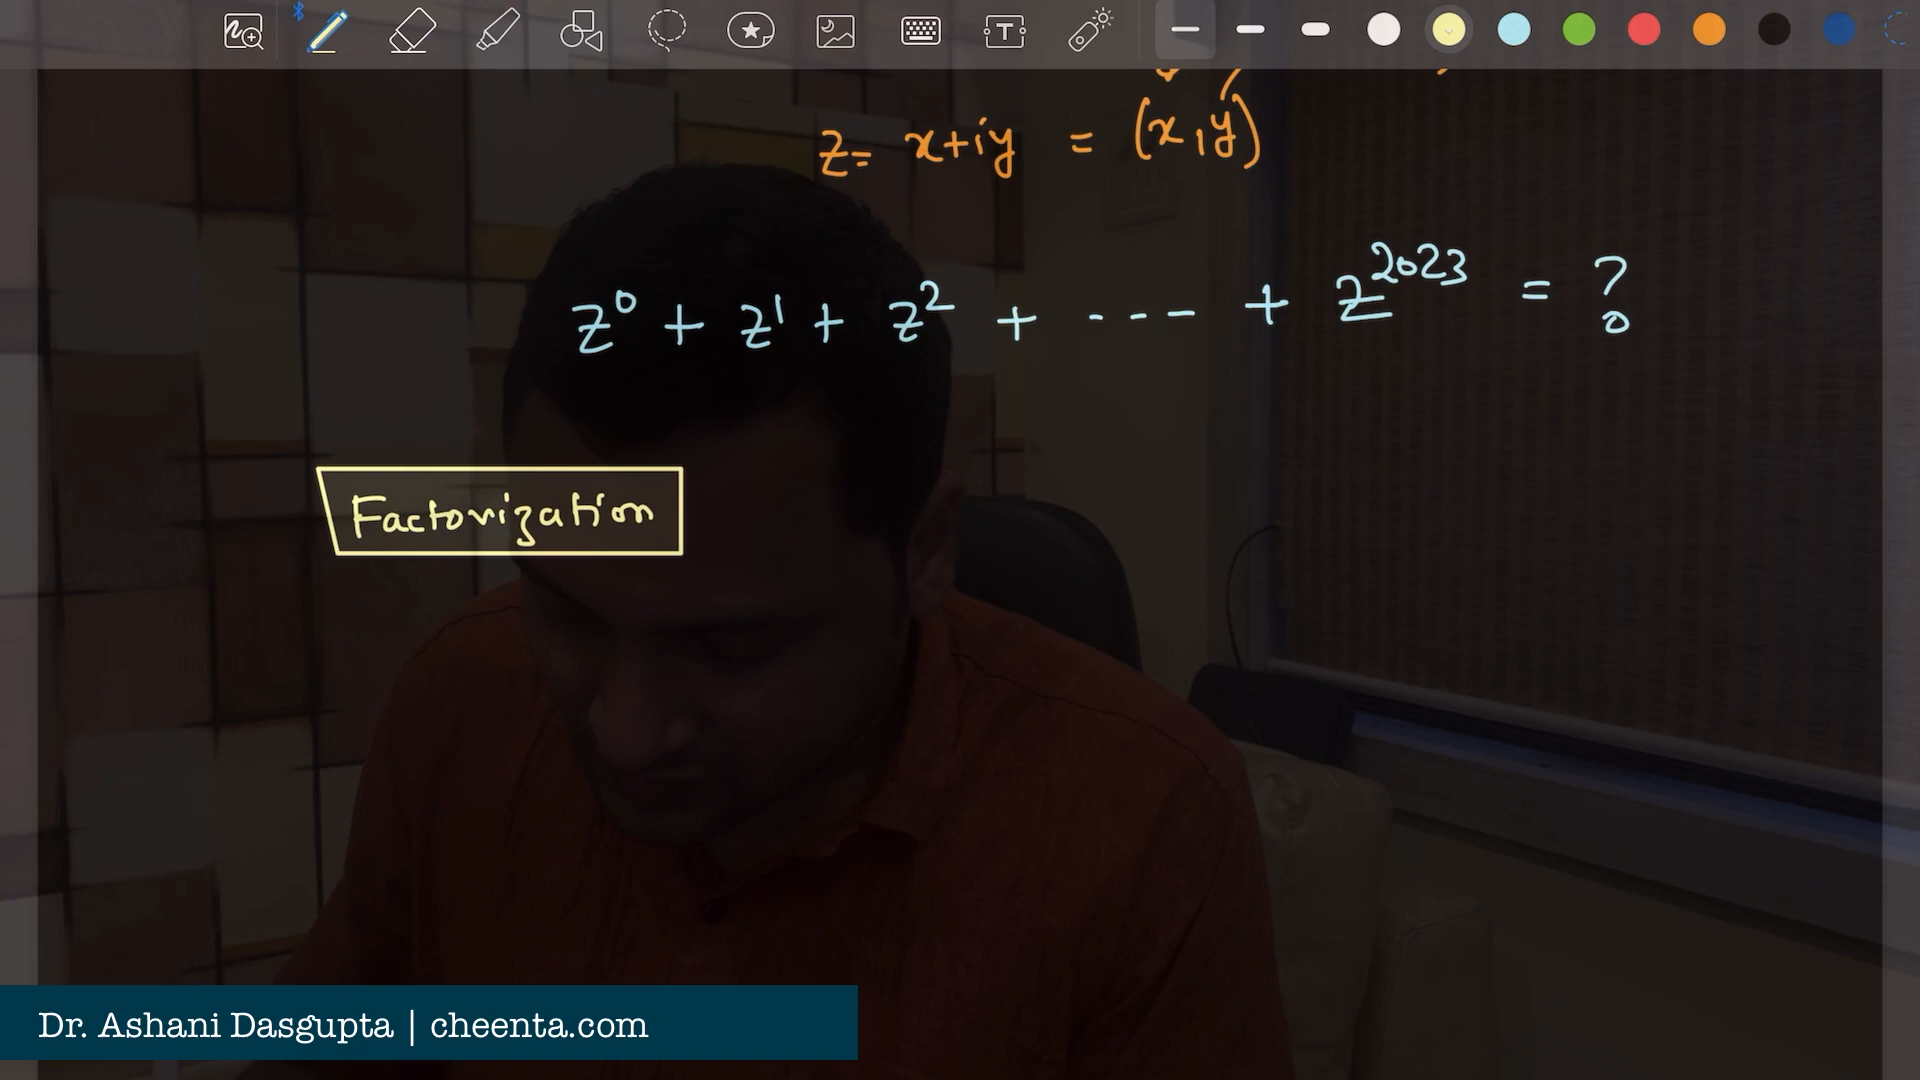 z= x+iy = (x,y)
z⁰ + z¹ + z² + --- + z²⁰²³ = ?
Factorization
Dr. Ashani Dasgupta | cheenta.com